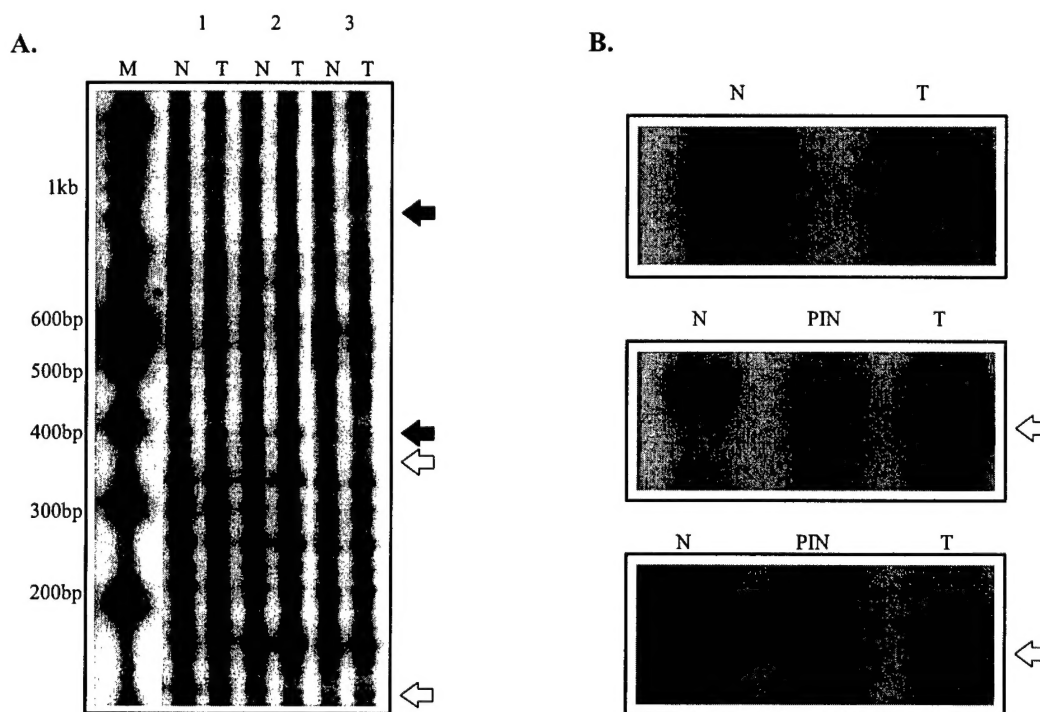 A.
1 2 3
M N T N T N T
1kb
600bp
500bp
400bp
300bp
200bp
B.
N T
N PIN T
N PIN T